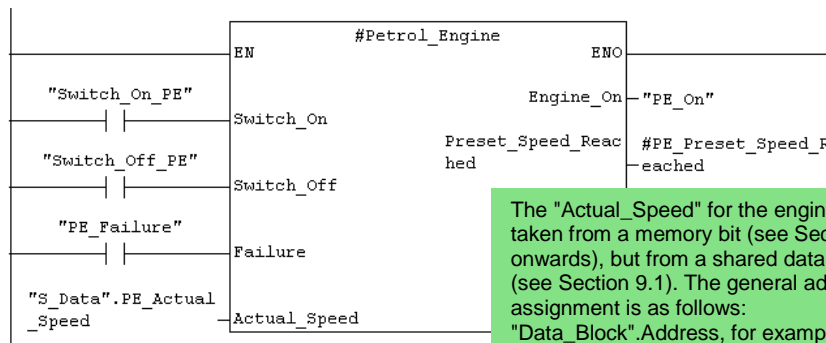 #Petrol_Engine
EN
ENO
"Switch_On_PE"
Switch_On
Engine_On
"PE_On"
Preset_Speed_Reac
hed
#PE_Preset_Speed_R
eached
"Switch_Off_PE"
Switch_Off
"PE_Failure"
Failure
"S_Data".PE_Actual
_Speed
Actual_Speed
The "Actual_Speed" for the engin
taken from a memory bit (see Sec
onwards), but from a shared data
(see Section 9.1). The general ad
assignment is as follows:
"Data_Block".Address, for examp